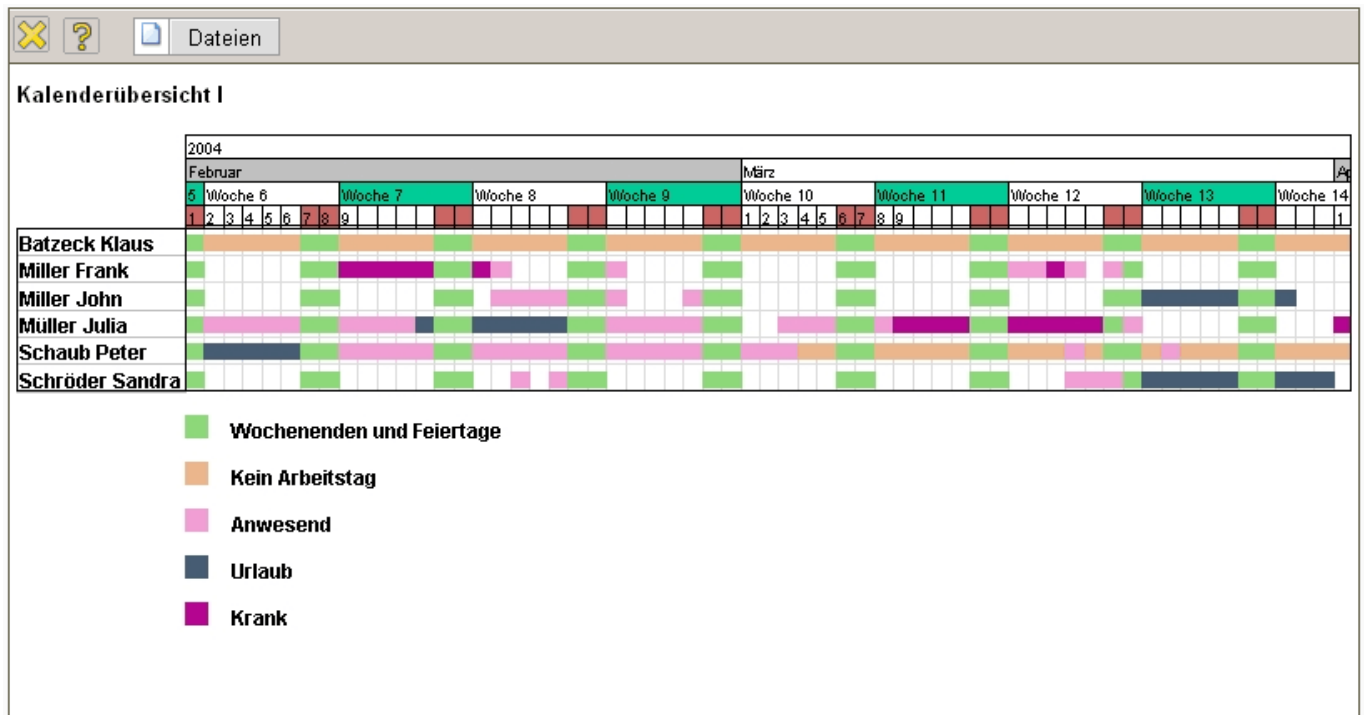 Dateien
Kalenderübersicht I
2004
Februar März Ap
5 Woche 6 Woche 7 Woche 8 Woche 9 Woche 10 Woche 11 Woche 12 Woche 13 Woche 14
1 2 3 4 5 6 7 8 9 1 2 3 4 5 6 7 8 9 1
Batzeck Klaus
Miller Frank
Miller John
Müller Julia
Schaub Peter
Schröder Sandra
Wochenenden und Feiertage
Kein Arbeitstag
Anwesend
Urlaub
Krank